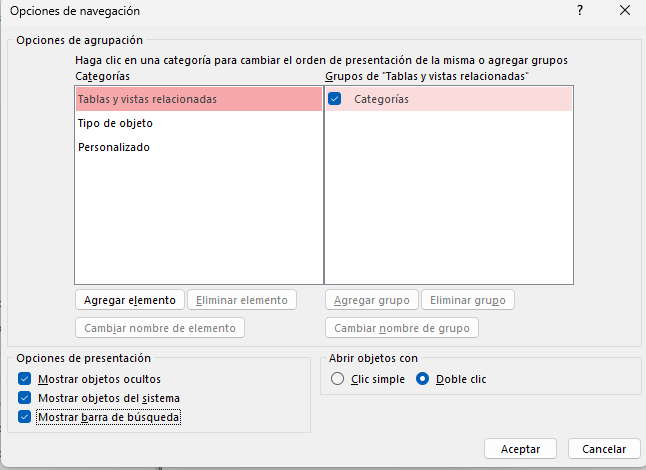 Opciones de navegación
Opciones de agrupación
Haga clic en una categoría para cambiar el orden de presentación de la misma o agregar grupos
Categorías
Grupos de "Tablas y vistas relacionadas"
Tablas y vistas relacionadas
Categorías
Tipo de objeto
Personalizado
Agregar elemento
Eliminar elemento
Agregar grupo
Eliminar grupo
Cambiar nombre de elemento
Cambiar nombre de grupo
Opciones de presentación
Abrir objetos con
Mostrar objetos ocultos
Clic simple
Doble clic
Mostrar objetos del sistema
Mostrar barra de búsqueda
Aceptar
Cancelar